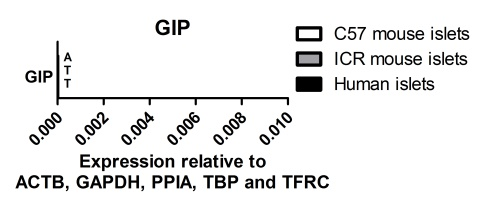 GIP
C57 mouse islets
ICR mouse islets
Human islets
GIP
A
T
T
0.000 0.002 0.004 0.006 0.008 0.010
Expression relative to
ACTB, GAPDH, PPIA, TBP and TFRC